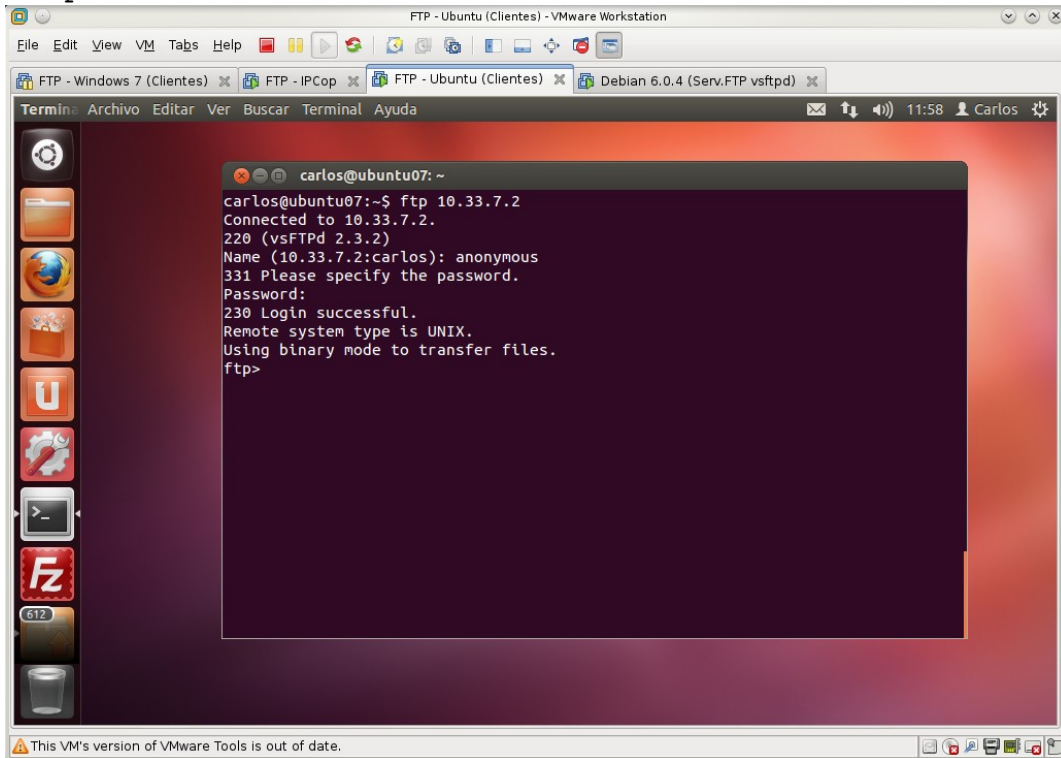 FTP - Ubuntu (Clientes) - VMware Workstation
File Edit View VM Tabs Help
FTP - Windows 7 (Clientes) FTP - IPCop FTP - Ubuntu (Clientes) Debian 6.0.4 (Serv.FTP vsftpd)
Termina Archivo Editar Ver Buscar Terminal Ayuda 11:58 Carlos
carlos@ubuntu07: ~
carlos@ubuntu07:~$ ftp 10.33.7.2
Connected to 10.33.7.2.
220 (vsFTPd 2.3.2)
Name (10.33.7.2:carlos): anonymous
331 Please specify the password.
Password:
230 Login successful.
Remote system type is UNIX.
Using binary mode to transfer files.
ftp>
>_
Fz
612
This VM's version of VMware Tools is out of date.